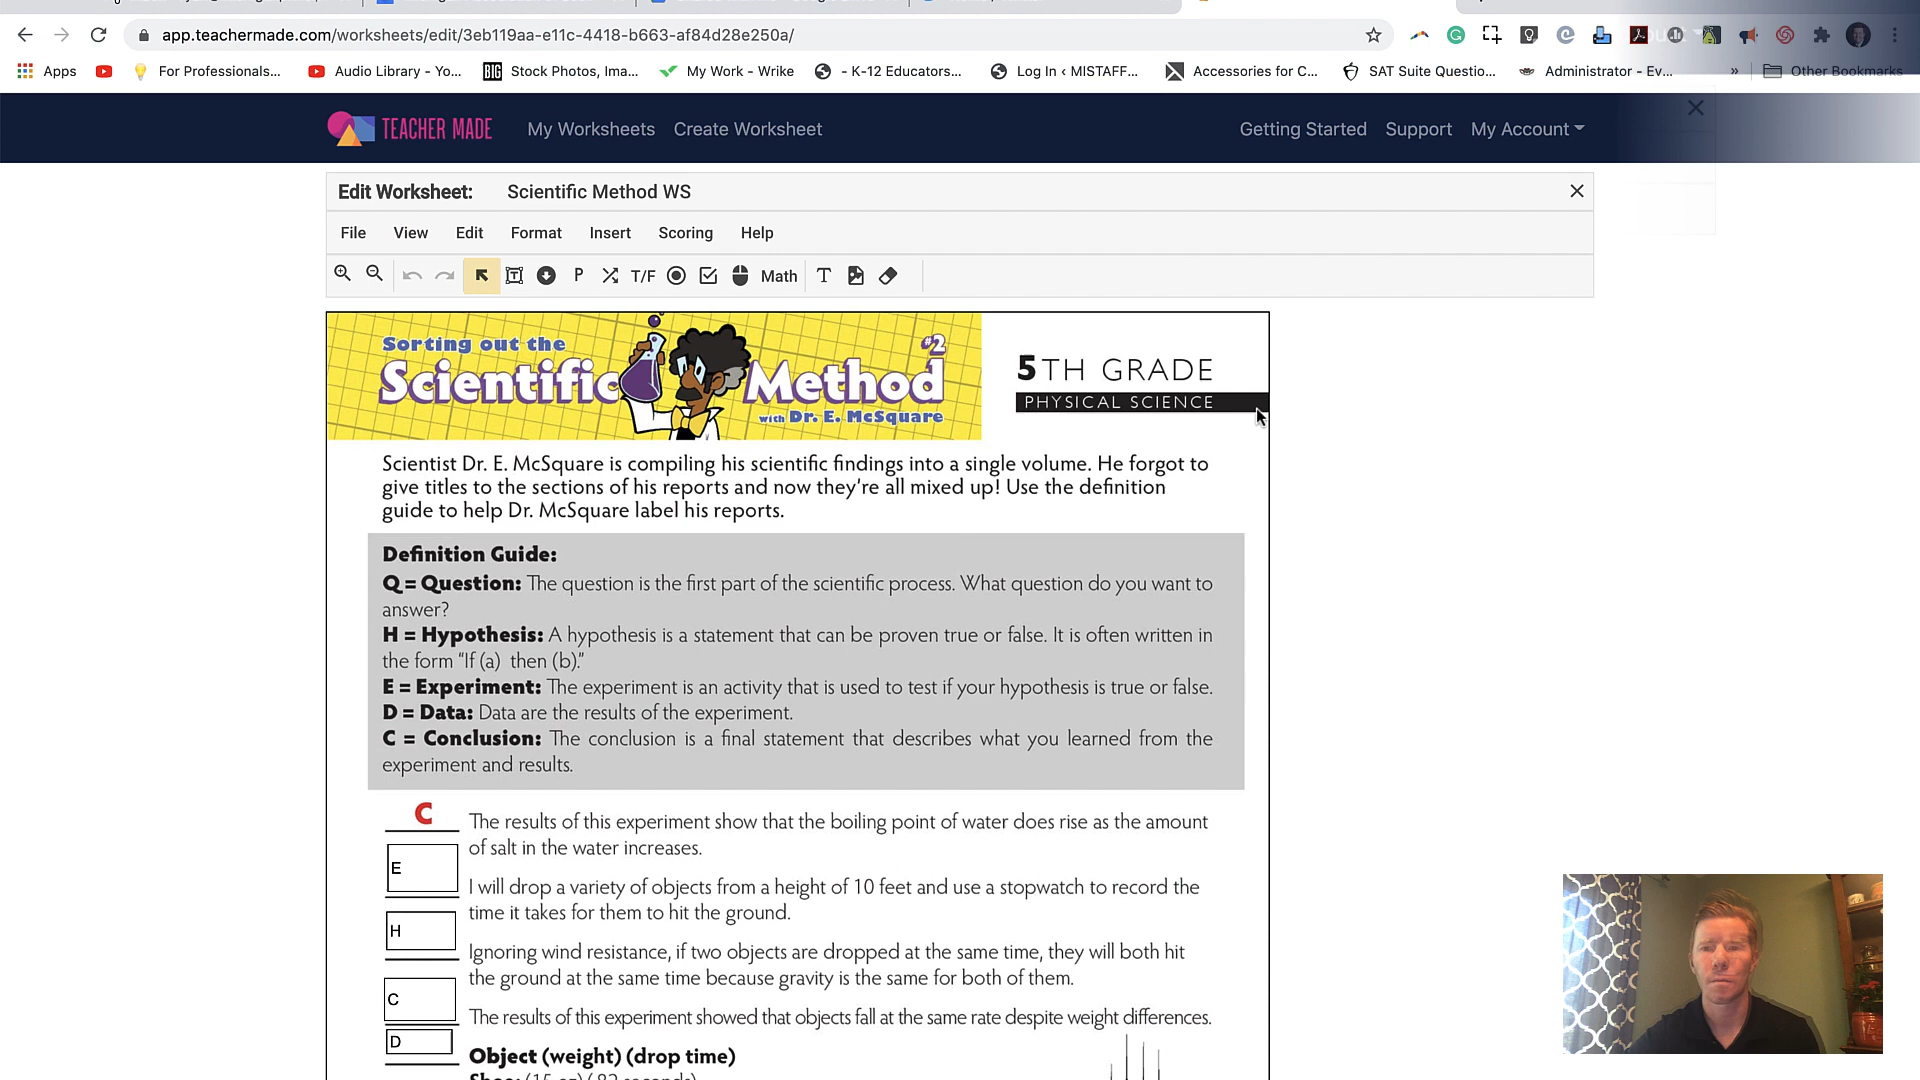 app.teachermade.com/worksheets/edit/3eb119aa-e11c-4418-b663-af84d28e250a/
Apps
For Professionals...
Audio Library - Yo...
BIG
Stock Photos, Ima...
My Work - Wrike
- K-12 Educators...
Log In ‹ MISTAFF...
Accessories for C...
SAT Suite Questio...
Administrator - Ev...
»
Other Bookmarks
TEACHER MADE
My Worksheets
Create Worksheet
Getting Started
Support
My Account
Edit Worksheet:
Scientific Method WS
File
View
Edit
Format
Insert
Scoring
Help
P
T/F
Math
T
Sorting out the
Scientific Method
#2
with Dr. E. McSquare
5TH GRADE
PHYSICAL SCIENCE
Scientist Dr. E. McSquare is compiling his scientific findings into a single volume. He forgot to
give titles to the sections of his reports and now they're all mixed up! Use the definition
guide to help Dr. McSquare label his reports.
Definition Guide:
Q = Question: The question is the first part of the scientific process. What question do you want to
answer?
H = Hypothesis: A hypothesis is a statement that can be proven true or false. It is often written in
the form "If (a) then (b)."
E = Experiment: The experiment is an activity that is used to test if your hypothesis is true or false.
D = Data: Data are the results of the experiment.
C = Conclusion: The conclusion is a final statement that describes what you learned from the
experiment and results.
C
The results of this experiment show that the boiling point of water does rise as the amount
of salt in the water increases.
E
I will drop a variety of objects from a height of 10 feet and use a stopwatch to record the
time it takes for them to hit the ground.
H
Ignoring wind resistance, if two objects are dropped at the same time, they will both hit
the ground at the same time because gravity is the same for both of them.
C
The results of this experiment showed that objects fall at the same rate despite weight differences.
D
Object (weight) (drop time)